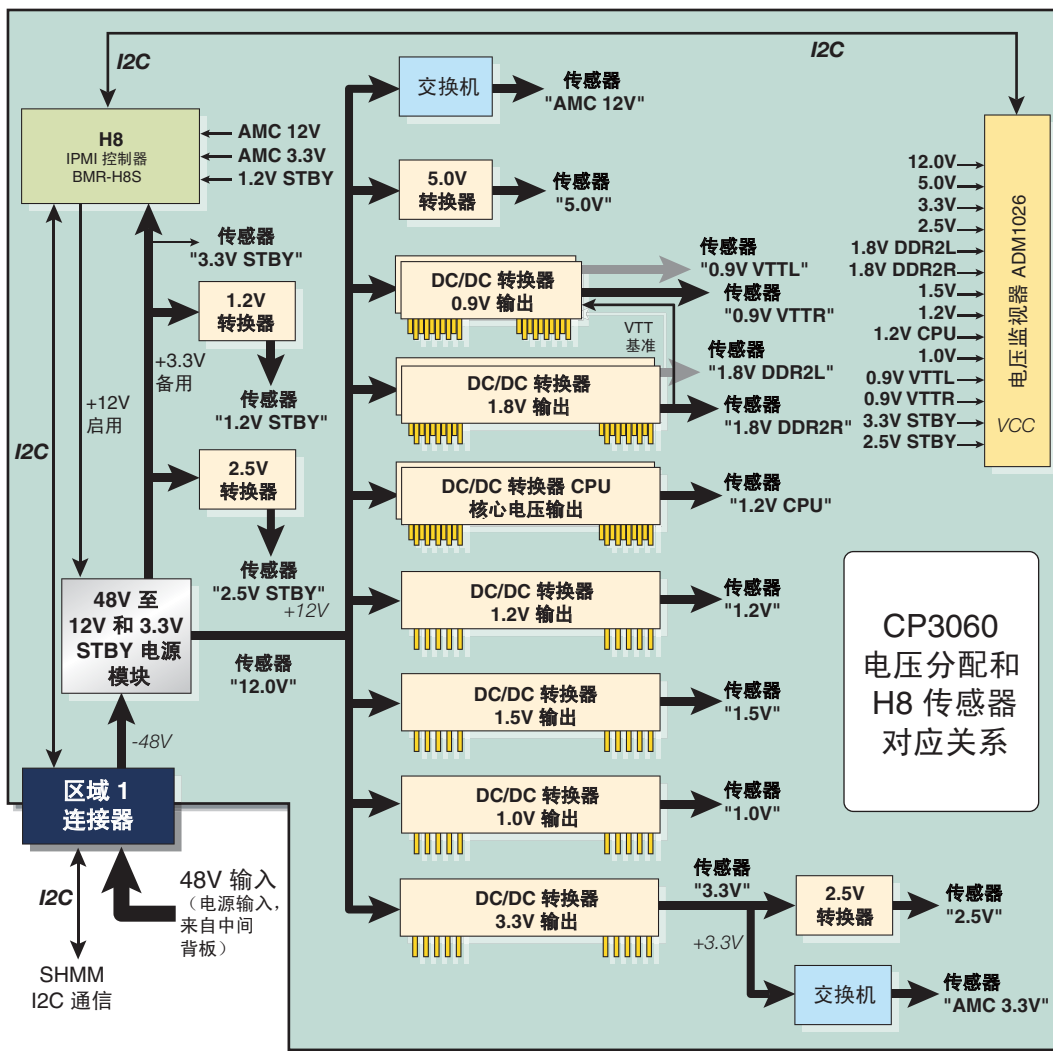 I2C
I2C
H8
IPMI 控制器
BMR-H8S
AMC 12V
AMC 3.3V
1.2V STBY
传感器
"3.3V STBY"
1.2V
转换器
+3.3V
备用
传感器
"1.2V STBY"
+12V
启用
I2C
2.5V
转换器
传感器
"2.5V STBY"
48V 至
12V 和 3.3V
STBY 电源
模块
+12V
传感器
"12.0V"
-48V
区域 1
连接器
I2C
48V 输入
（电源输入，
来自中间
背板）
SHMM
I2C 通信
交换机
传感器
"AMC 12V"
5.0V
转换器
传感器
"5.0V"
DC/DC 转换器
0.9V 输出
传感器
"0.9V VTTL"
传感器
"0.9V VTTR"
VTT
基准
DC/DC 转换器
1.8V 输出
传感器
"1.8V DDR2L"
传感器
"1.8V DDR2R"
DC/DC 转换器 CPU
核心电压输出
传感器
"1.2V CPU"
DC/DC 转换器
1.2V 输出
传感器
"1.2V"
DC/DC 转换器
1.5V 输出
传感器
"1.5V"
DC/DC 转换器
1.0V 输出
传感器
"1.0V"
DC/DC 转换器
3.3V 输出
传感器
"3.3V"
+3.3V
2.5V
转换器
传感器
"2.5V"
交换机
传感器
"AMC 3.3V"
12.0V
5.0V
3.3V
2.5V
1.8V DDR2L
1.8V DDR2R
1.5V
1.2V
1.2V CPU
1.0V
0.9V VTTL
0.9V VTTR
3.3V STBY
2.5V STBY
电压监视器 ADM1026
VCC
CP3060
电压分配和
H8 传感器
对应关系